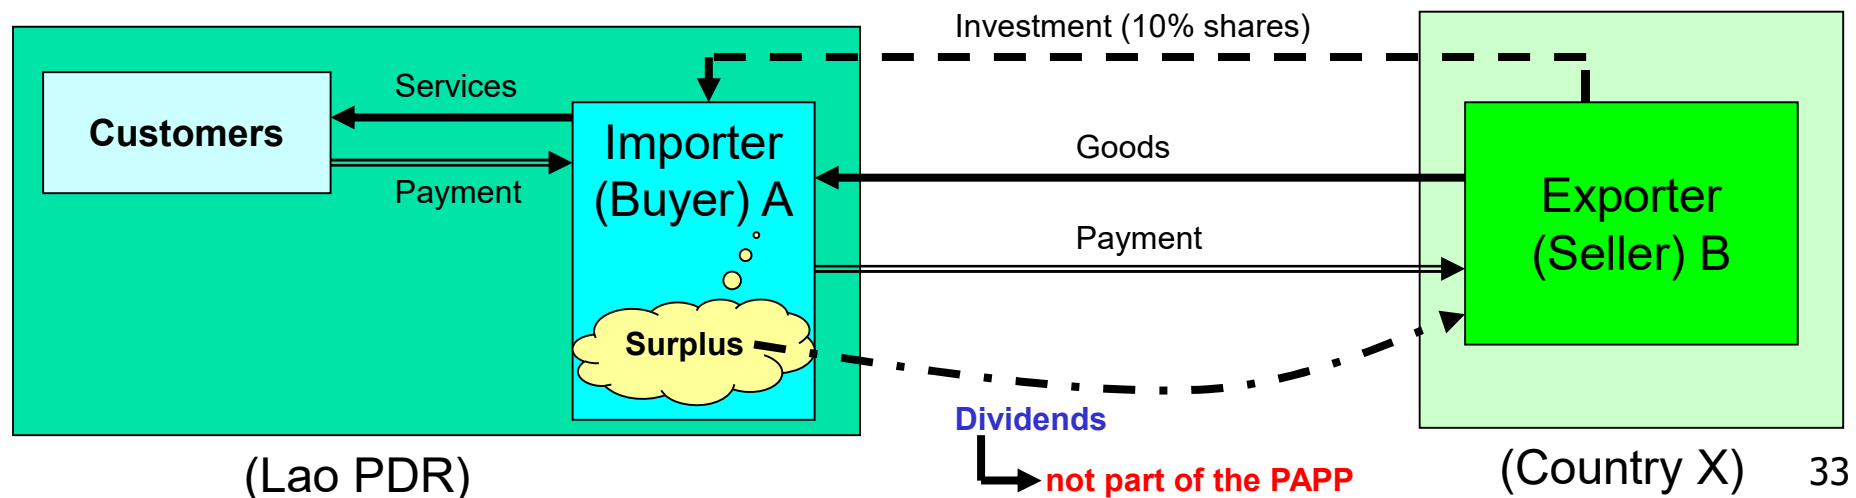 Investment (10% shares)
Services
Customers
Payment
Importer
(Buyer) A
Goods
Payment
Exporter
(Seller) B
Surplus
Dividends
not part of the PAPP
(Lao PDR)
(Country X)
33